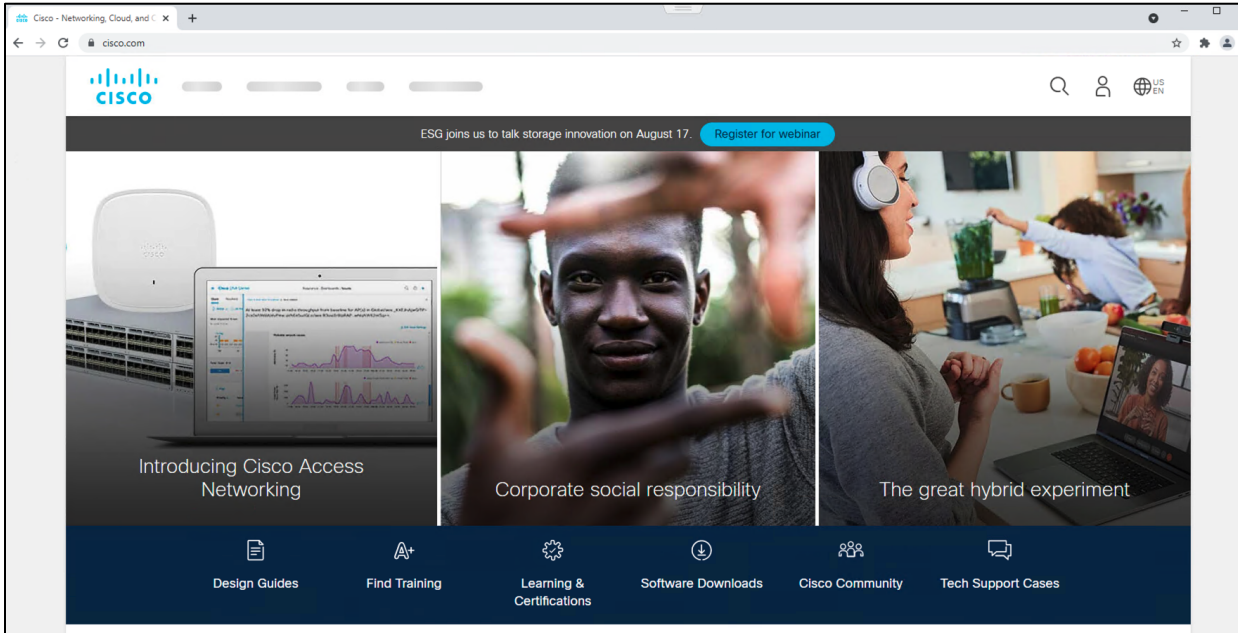 Cisco - Networking, Cloud, and C
cisco.com
CISCO
US
EN
ESG joins us to talk storage innovation on August 17. Register for webinar
Introducing Cisco Access
Networking
Corporate social responsibility
The great hybrid experiment
Design Guides
Find Training
Learning &
Certifications
Software Downloads
Cisco Community
Tech Support Cases